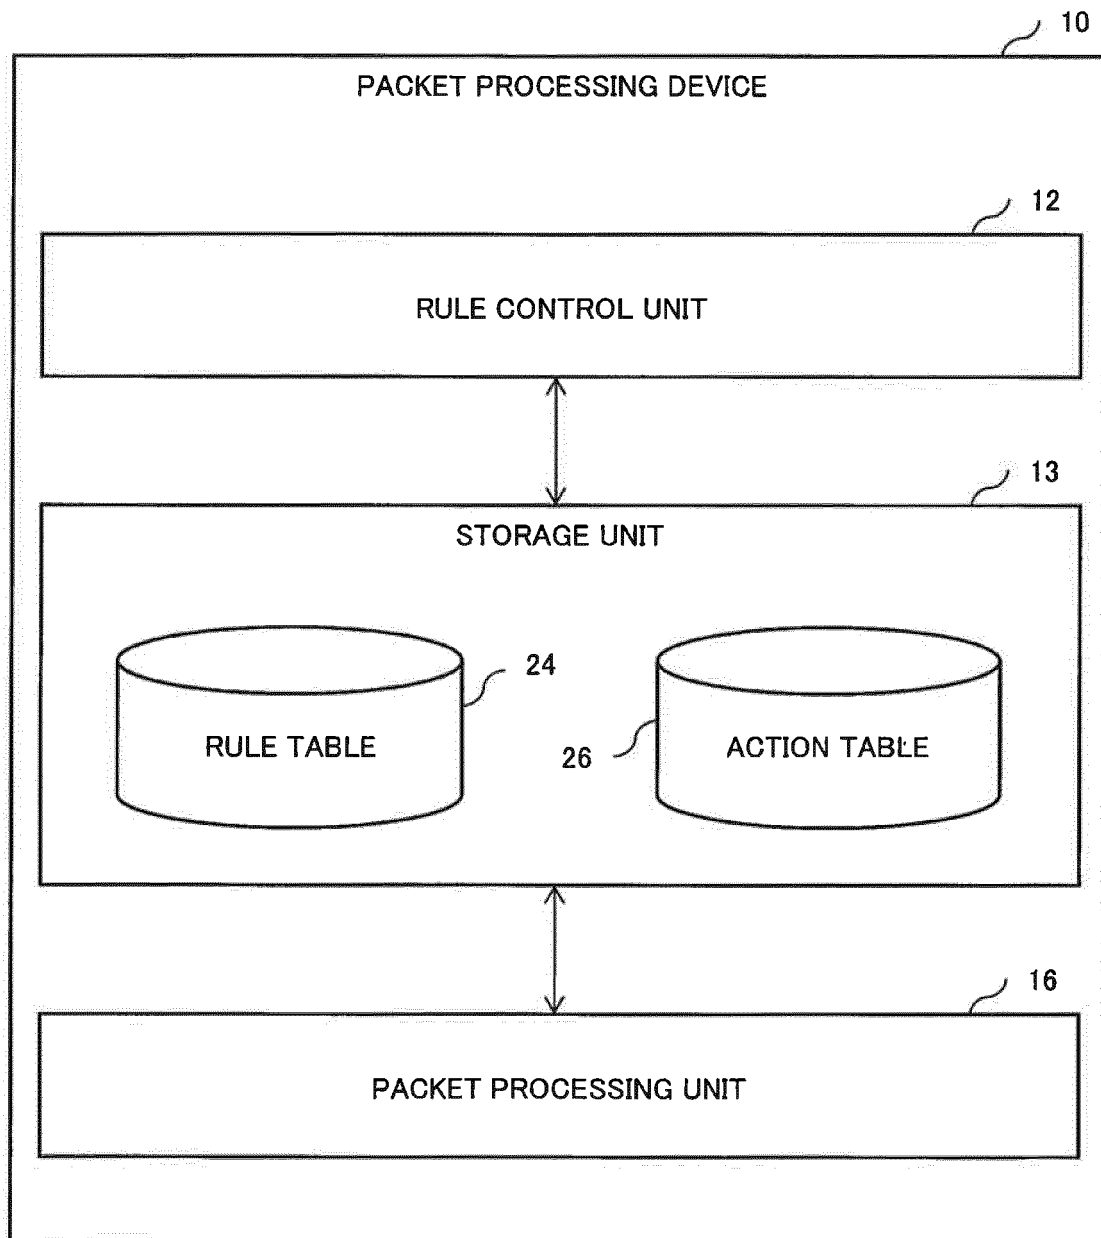 10
PACKET PROCESSING DEVICE
12
RULE CONTROL UNIT
13
STORAGE UNIT
24
RULE TABLE
26
ACTION TABLE
16
PACKET PROCESSING UNIT